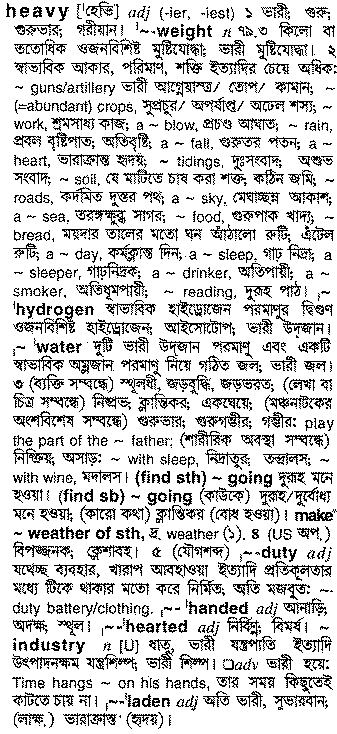 heavy ['হেভি] adj (-ier, -iest) ১ ভারী; গুরু;
গুরুভার; গরীয়ান। ~-weight n ৭৯.৩ কিলো বা
ততোধিক ওজনবিশিষ্ট মুষ্টিযোদ্ধা; ভারী মুষ্টিযোদ্ধা। ২
স্বাভাবিক আকার, পরিমাণ, শক্তি ইত্যাদির চেয়ে অধিক:
~ guns/artillery ভারী আগ্নেয়াস্ত্র/ তোপ/ কামান; ~
(=abundant) crops, সুপ্রচুর/ অপর্যাপ্ত/ অঢেল শস্য; ~
work, শ্রমসাধ্য কাজ; a ~ blow, প্রচণ্ড আঘাত; ~ rain,
প্রবল বৃষ্টিপাত; অতিবৃষ্টি; a ~ fall, গুরুতর পতন; a ~
heart, ভারাক্রান্ত হৃদয়; ~ tidings, দুঃসংবাদ; অশুভ
সংবাদ; ~ soil, যে মাটিতে চাষ করা শক্ত; কঠিন জমি; ~
roads, কর্দমিত দুস্তর পথ; a ~ sky, মেঘাচ্ছন্ন আকাশ;
a ~ sea, তরঙ্গক্ষুব্ধ সাগর; ~ food, গুরুপাক খাদ্য; ~
bread, ময়দার তালের মতো ঘন আঁঠালো রুটি; এঁটেল
রুটি; a ~ day, কর্মক্লান্ত দিন; a ~ sleep, গাঢ় নিদ্রা; a
~ sleeper, গাঢ়নিদ্রক; a ~ drinker, অতিপায়ী; a ~
smoker, অতিধূমপায়ী; ~ reading, দুরূহ পাঠ। ~
'hydrogen স্বাভাবিক হাইড্রোজেন পরমাণুর দ্বিগুণ
ওজনবিশিষ্ট হাইড্রোজেন; আইসোটোপ; ভারী উদ্‌জান।
~ 'water দুটি ভারী উদজান পরমাণু এবং একটি
স্বাভাবিক অম্লজান পরমাণু নিয়ে গঠিত জল; ভারী জল।
৩ (ব্যক্তি সম্বন্ধে) স্থূলধী, জড়বুদ্ধি, জড়ভরত; (লেখা বা
চিত্র সম্বন্ধে) নিষ্প্রভ; ক্লান্তিকর; একঘেয়ে; (মঞ্চনাটকের
অংশবিশেষ সম্বন্ধে) গুরুভার; গুরুগম্ভীর; গম্ভীর: play
the part of the ~ father; (শারীরিক অবস্থা সম্বন্ধে)
নিষ্ক্রিয়; অসাড়: ~ with sleep, নিদ্রাতুর; তন্দ্রালস; ~
with wine, মদালস। (find sth) ~ going দুরূহ মনে
হওয়া। (find sb) ~ going (কাউকে) দুরূহ/দুর্বোধ্য
মনে হওয়া; (কারো কথা) ক্লান্তিকর (বোধ হওয়া)। make
~ weather of sth, দ্র. weather (১). ৪ (US অপ.)
বিপজ্জনক; ক্লেশাবহ। ৫ (যৌগশব্দ) ~-duty adj
যথেচ্ছ ব্যবহার, খারাপ আবহাওয়া ইত্যাদি প্রতিকূলতার
মধ্যে টিকে থাকার মতো করে নির্মিত; অতি মজবুত: ~-
duty battery/clothing. ~-'handed adj আনাড়ি;
অদক্ষ; স্থূল। ~-'hearted adj নির্বিন্ন; বিমর্ষ। ~
industry n [U] ধাতু, ভারী যন্ত্রপাতি ইত্যাদি
উৎপাদনক্ষম যন্ত্রশিল্প; ভারী শিল্প। □adv ভারী হয়ে:
Time hangs ~ on his hands, তার সময় কিছুতেই
কাটতে চায় না। ~-'laden adj অতি ভারী, সুভারবান;
(লাক্ষ.) ভারাক্রান্ত (হৃদয়)।